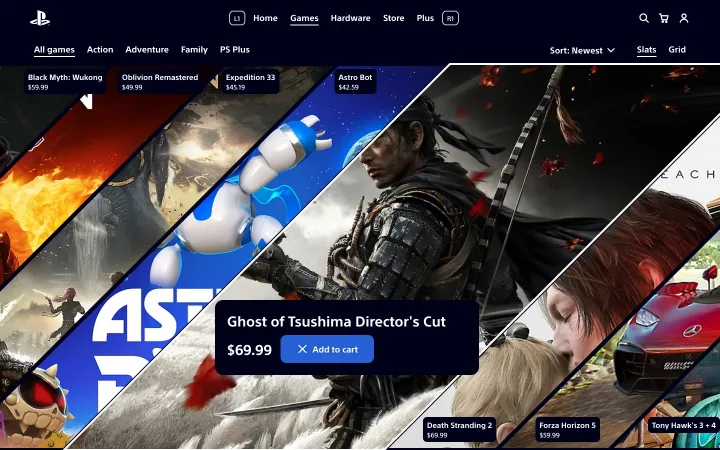 L1 Home Games Hardware Store Plus R1
All games Action Adventure Family PS Plus Sort: Newest Slats Grid
Black Myth: Wukong
$59.99
Oblivion Remastered
$49.99
Expedition 33
$45.19
Astro Bot
$42.59
EACH
AST
Ghost of Tsushima Director's Cut
$69.99 Add to cart
Death Stranding 2
$69.99
Forza Horizon 5
$59.99
Tony Hawk's 3 + 4